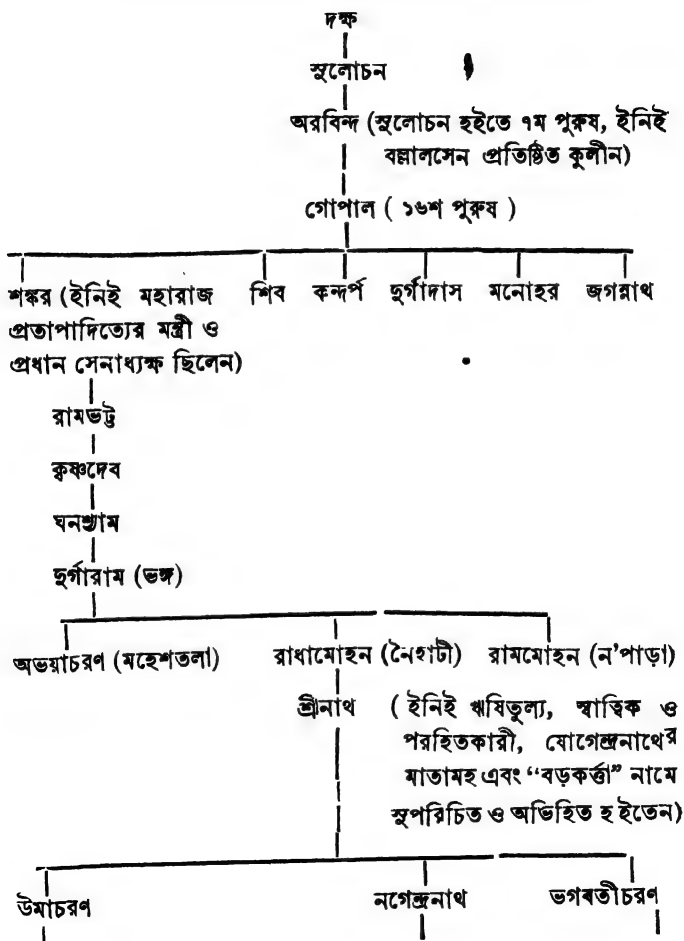 দক্ষ
সুলোচন
অরবিন্দ (সুলোচন হইতে ৭ম পুরুষ, ইনিই
বল্লালসেন প্রতিষ্ঠিত কুলীন)
গোপাল ( ১৬শ পুরুষ )
শঙ্কর (ইনিই মহারাজ শিব কন্দর্প দুর্গাদাস মনোহর জগন্নাথ
প্রতাপাদিত্যের মন্ত্রী ও
প্রধান সেনাধ্যক্ষ ছিলেন)
রামভট্ট
কৃষ্ণদেব
ঘনশ্যাম
দুর্গারাম (ভঙ্গ)
অভয়াচরণ (মহেশতলা) রাধামোহন (নৈহাটী) রামমোহন (ন'পাড়া)
শ্রীনাথ ( ইনিই ঋষিতুল্য, স্বাত্বিক ও
পরহিতকারী, যোগেন্দ্রনাথের
মাতামহ এবং “বড়কর্ত্তা” নামে
সুপরিচিত ও অভিহিত হইতেন)
উমাচরণ নগেন্দ্রনাথ ভগবতীচরণ